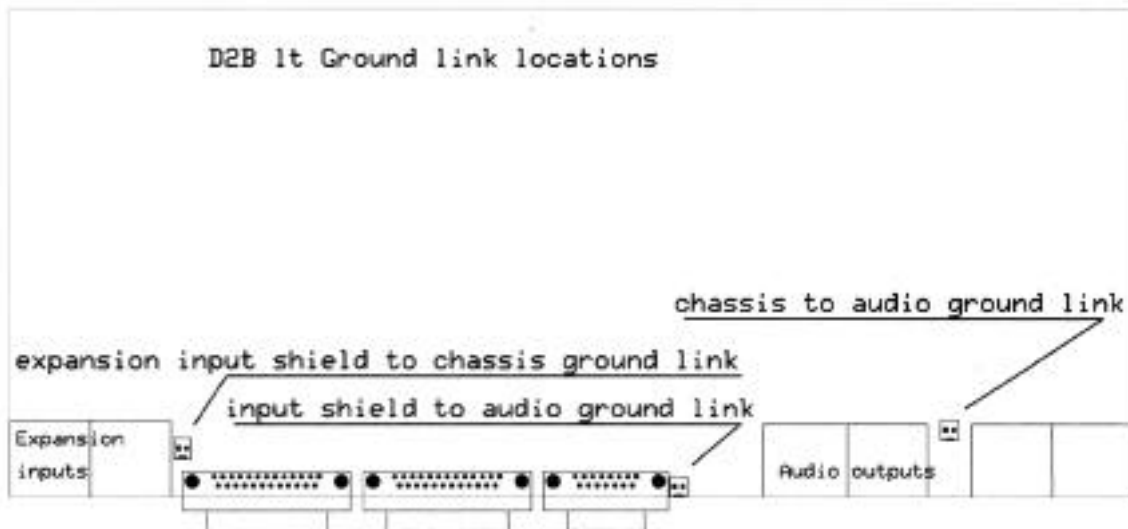 D2B lt Ground link locations
chassis to audio ground link
expansion input shield to chassis ground link
input shield to audio ground link
Expansion
inputs
Audio outputs